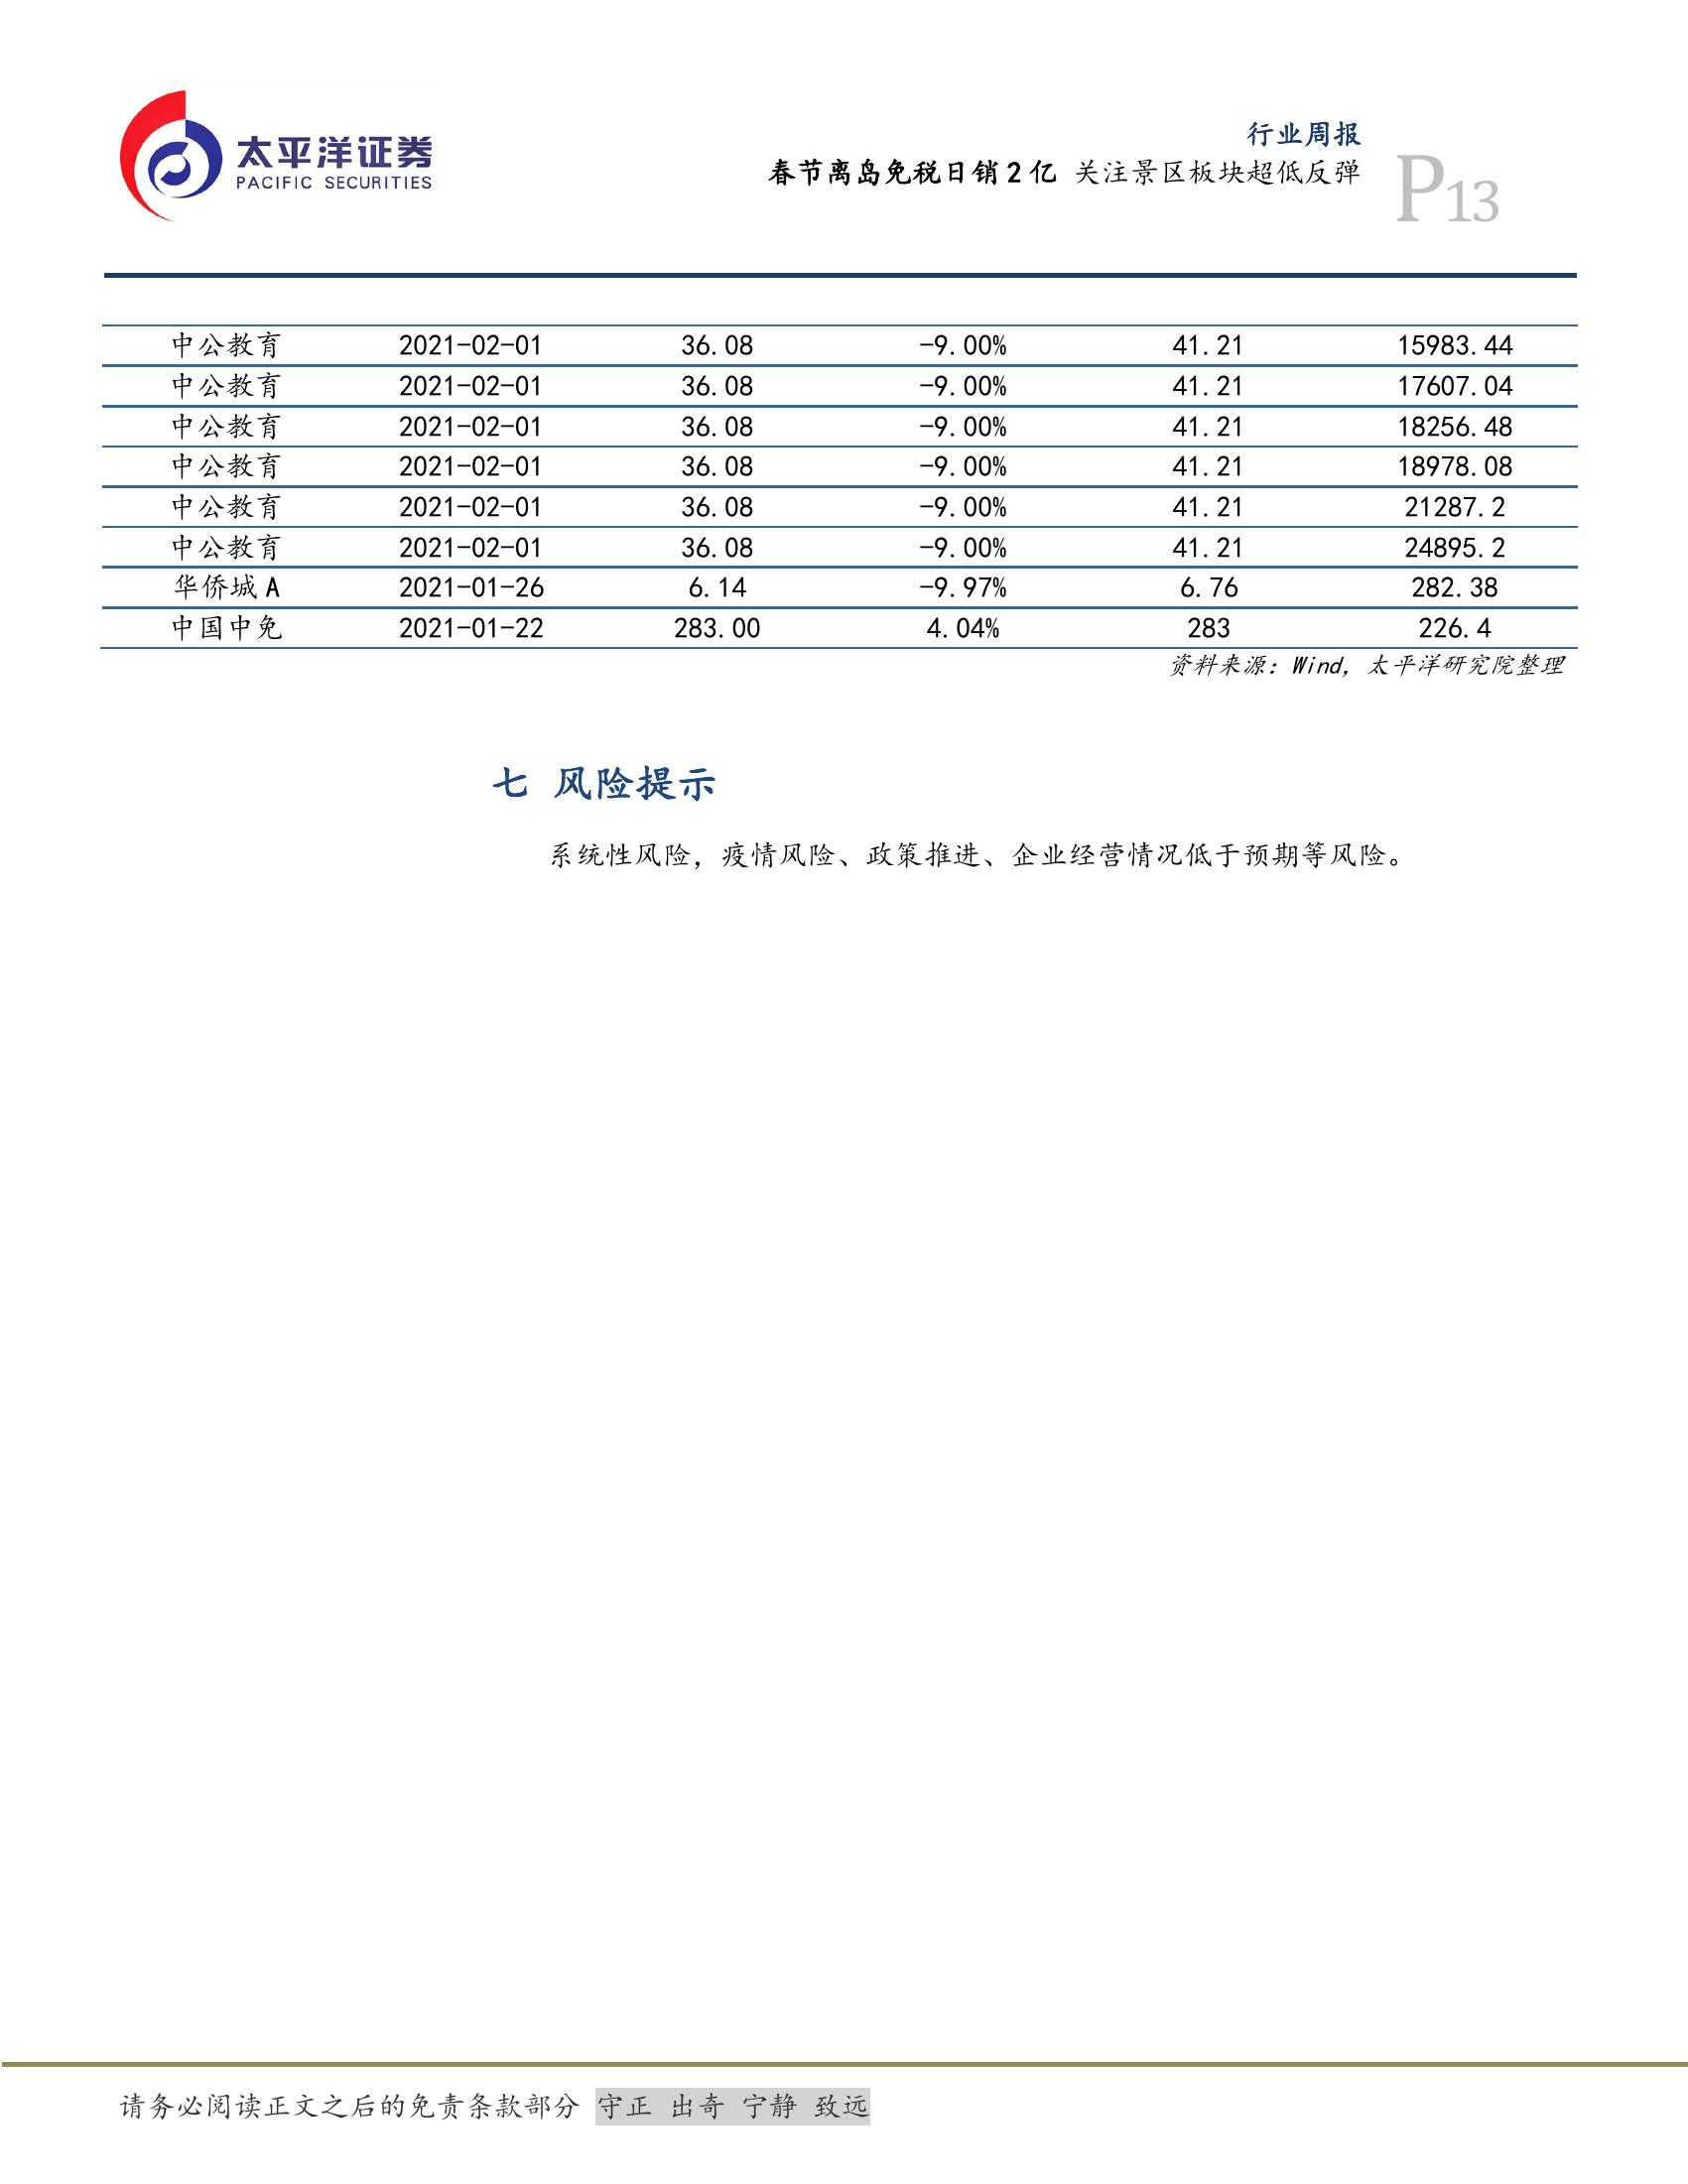 太平洋证券
PACIFIC SECURITIES
行业周报
春节离岛免税日销2亿 关注景区板块超低反弹
P13
中公教育 2021-02-01 36.08 -9.00% 41.21 15983.44
中公教育 2021-02-01 36.08 -9.00% 41.21 17607.04
中公教育 2021-02-01 36.08 -9.00% 41.21 18256.48
中公教育 2021-02-01 36.08 -9.00% 41.21 18978.08
中公教育 2021-02-01 36.08 -9.00% 41.21 21287.2
中公教育 2021-02-01 36.08 -9.00% 41.21 24895.2
华侨城A 2021-01-26 6.14 -9.97% 6.76 282.38
中国中免 2021-01-22 283.00 4.04% 283 226.4
资料来源：Wind，太平洋研究院整理
七 风险提示
系统性风险，疫情风险、政策推进、企业经营情况低于预期等风险。
请务必阅读正文之后的免责条款部分 守正 出奇 宁静 致远